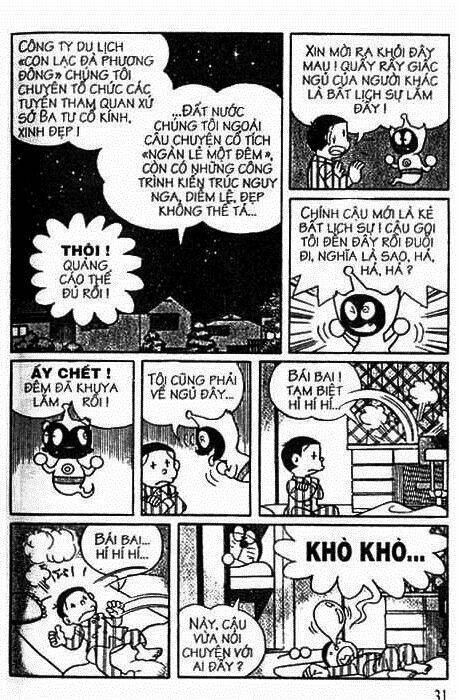 CÔNG TY DU LỊCH
«CON LẠC ĐÀ PHƯƠNG
ĐÔNG» CHÚNG TÔI
CHUYÊN TỔ CHỨC CÁC
TUYẾN THAM QUAN XỨ
SỞ BA TƯ CỔ KÍNH,
XINH ĐẸP !
...ĐẤT NƯỚC
CHÚNG TÔI NGOÀI
CÂU CHUYỆN CỔ TÍCH
«NGÀN LẺ MỘT ĐÊM»,
CÒN CÓ NHỮNG CÔNG
TRÌNH KIẾN TRÚC NGUY
NGA, DIỄM LỆ, ĐẸP
KHÔNG THỂ TẢ...
THÔI !
QUẢNG
CÁO THẾ
ĐỦ RỒI !
XIN MỜI RA KHỎI ĐÂY
MAU ! QUẤY RẦY GIẤC
NGỦ CỦA NGƯỜI KHÁC
LÀ BẤT LỊCH SỰ LẮM
ĐẤY !
CHÍNH CẬU MỚI LÀ KẺ
BẤT LỊCH SỰ ! CẬU GỌI
TÔI ĐẾN ĐÂY RỒI ĐUỔI
ĐI, NGHĨA LÀ SAO, HẢ,
HẢ, HẢ ?
ẤY CHẾT !
ĐÊM ĐÃ KHUYA
LẮM RỒI !
TÔI CŨNG PHẢI
VỀ NGỦ ĐÂY...
BÁI BAI !
TẠM BIỆT
HÍ HÍ HÍ...
BÁI BAI...
HÍ HÍ HÍ...
KHÒ KHÒ...
NÀY, CẬU
VỪA NÓI
CHUYỆN VỚI
AI ĐẤY ?
31